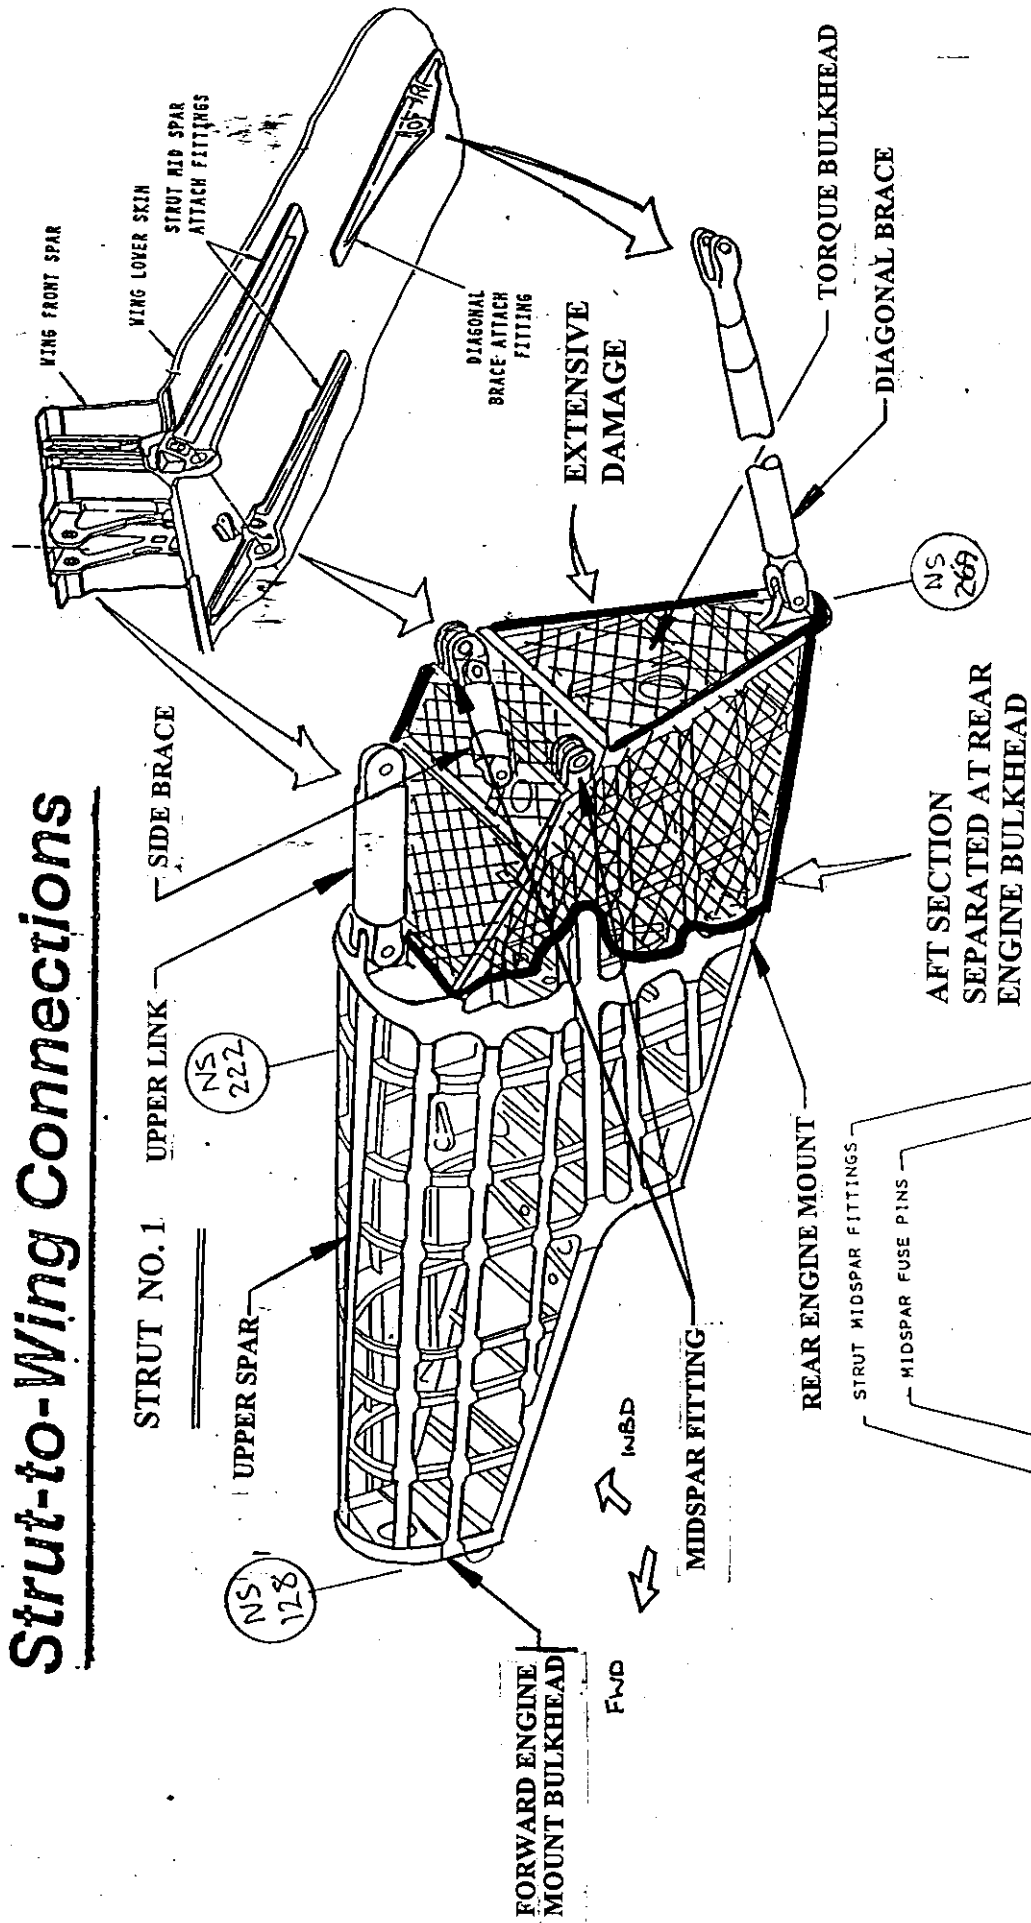 Strut-to-Wing Connections
STRUT NO. 1
UPPER LINK
SIDE BRACE
UPPER SPAR
NS
128
NS
222
WING FRONT SPAR
WING LOWER SKIN
STRUT MID SPAR
ATTACH FITTINGS
DIAGONAL
BRACE ATTACH
FITTING
EXTENSIVE
DAMAGE
TORQUE BULKHEAD
DIAGONAL BRACE
NS
269
FORWARD ENGINE
MOUNT BULKHEAD
FWD
INBD
MIDSPAR FITTING
REAR ENGINE MOUNT
AFT SECTION
SEPARATED AT REAR
ENGINE BULKHEAD
STRUT MIDSPAR FITTINGS
MIDSPAR FUSE PINS